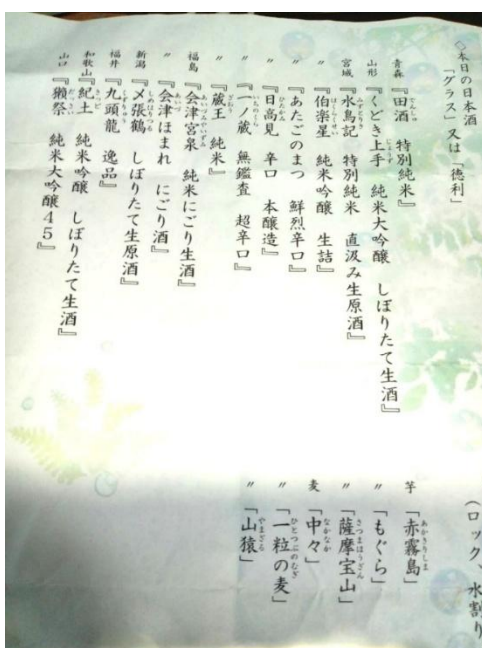 ◇本日の日本酒
「グラス」又は「徳利」
青森『田酒 特別純米』
山形『くどき上手 純米大吟醸 しぼりたて生酒』
宮城『水鳥記 特別純米 直汲み生原酒』
〃『伯楽星 純米吟醸 生詰』
〃『あたごのまつ 鮮烈辛口』
〃『日高見 辛口 本醸造』
〃『一ノ蔵 無鑑査 超辛口』
〃『蔵王 純米』
福島『会津宮泉 純米にごり生酒』
〃『会津ほまれ にごり酒』
新潟『〆張鶴 しぼりたて生原酒』
福井『九頭龍 逸品』
和歌山『紀土 純米吟醸 しぼりたて生酒』
山口『獺祭 純米大吟醸45』
(ロック、水割り
芋「赤霧島」
〃「もぐら」
〃「薩摩宝山」
麦「中々」
〃「一粒の麦」
〃「山猿」